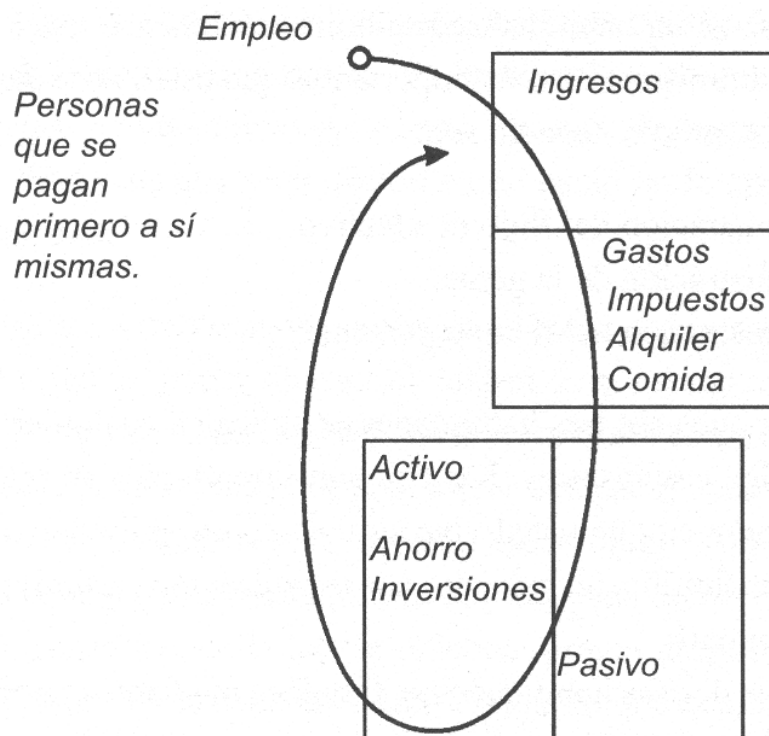 Empleo
Personas
que se
pagan
primero a sí
mismas.
Ingresos
Gastos
Impuestos
Alquiler
Comida
Activo
Ahorro
Inversiones
Pasivo